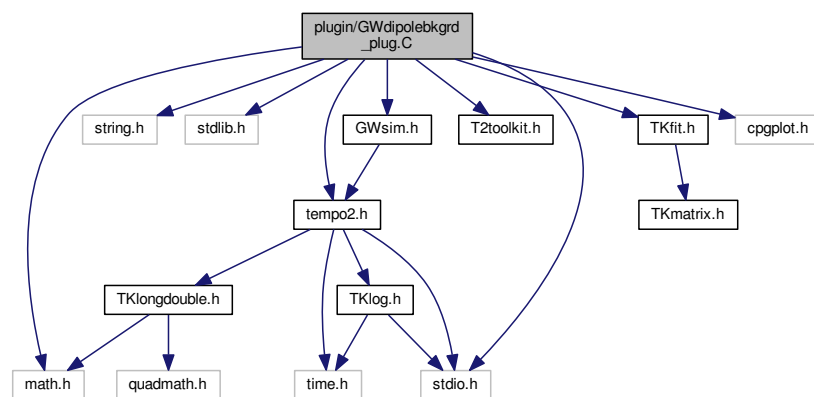 plugin/GWdipolebkgrd
_plug.C
string.h
stdlib.h
GWsim.h
T2toolkit.h
TKfit.h
cpgplot.h
tempo2.h
TKmatrix.h
TKlongdouble.h
TKlog.h
math.h
quadmath.h
time.h
stdio.h